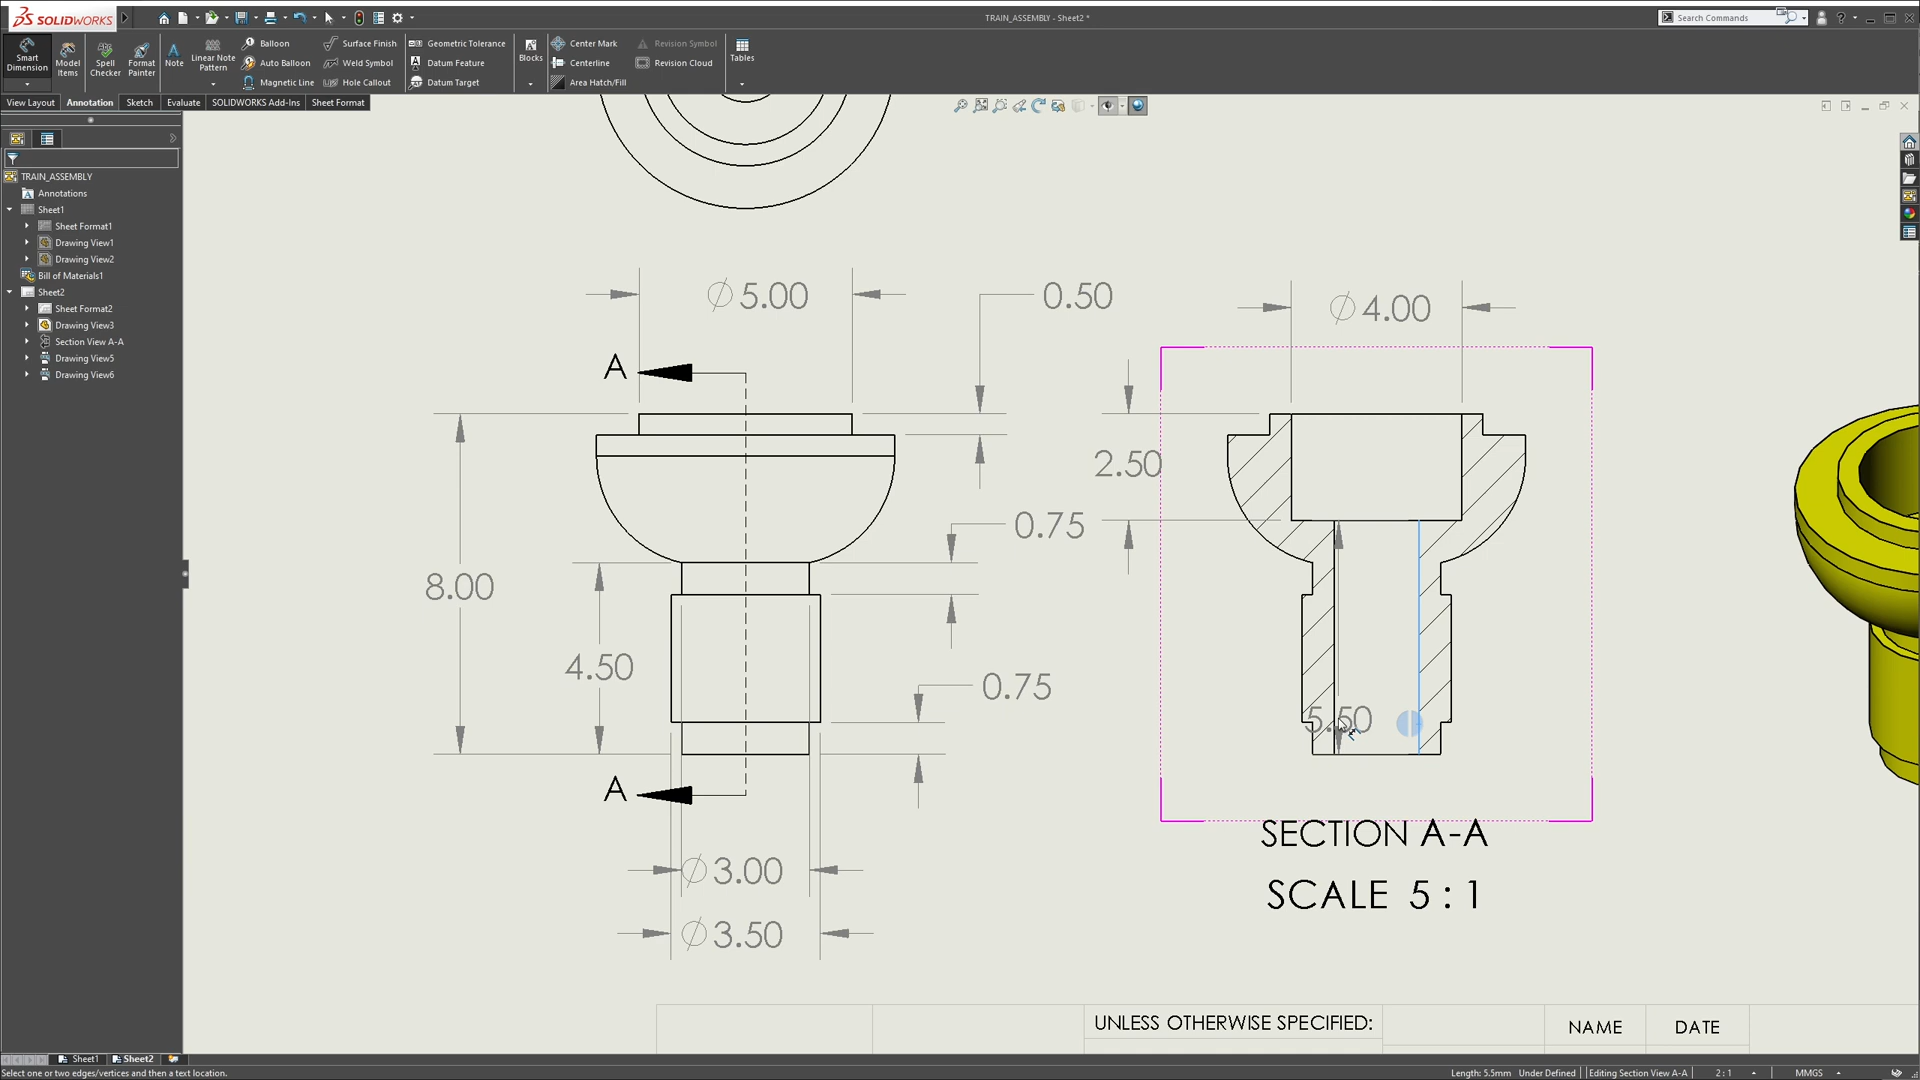 SOLIDWORKS
TRAIN_ASSEMBLY - Sheet2 *
Search Commands
Smart Dimension
Model Items
Spell Checker
Format Painter
Note
Linear Note Pattern
Balloon
Auto Balloon
Magnetic Line
Surface Finish
Weld Symbol
Hole Callout
Geometric Tolerance
Datum Feature
Datum Target
Blocks
Center Mark
Centerline
Area Hatch/Fill
Revision Symbol
Revision Cloud
Tables
View Layout
Annotation
Sketch
Evaluate
SOLIDWORKS Add-Ins
Sheet Format
TRAIN_ASSEMBLY
Annotations
Sheet1
Sheet Format1
Drawing View1
Drawing View2
Bill of Materials1
Sheet2
Sheet Format2
Drawing View3
Section View A-A
Drawing View5
Drawing View6
∅5.00
0.50
∅4.00
A
2.50
0.75
8.00
4.50
0.75
5.50
A
∅3.00
∅3.50
SECTION A-A
SCALE 5 : 1
UNLESS OTHERWISE SPECIFIED:
NAME
DATE
Sheet1
Sheet2
Select one or two edges/vertices and then a text location.
Length: 5.5mm
Under Defined
Editing Section View A-A
2 : 1
MMGS